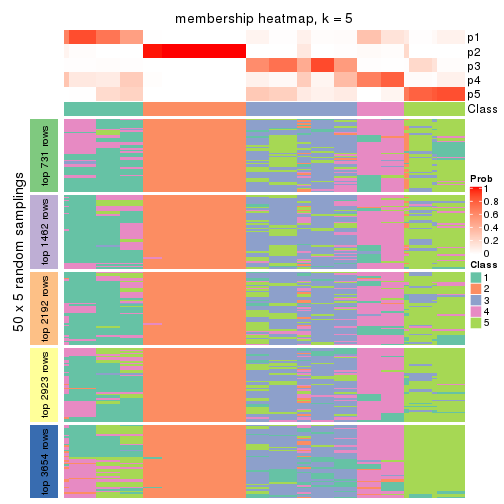 membership heatmap, k = 5
p1
p2
p3
p4
p5
Class
50 x 5 random samplings
top 731 rows
top 1462 rows
top 2192 rows
top 2923 rows
top 3654 rows
Prob
1
0.8
0.6
0.4
0.2
0
Class
1
2
3
4
5